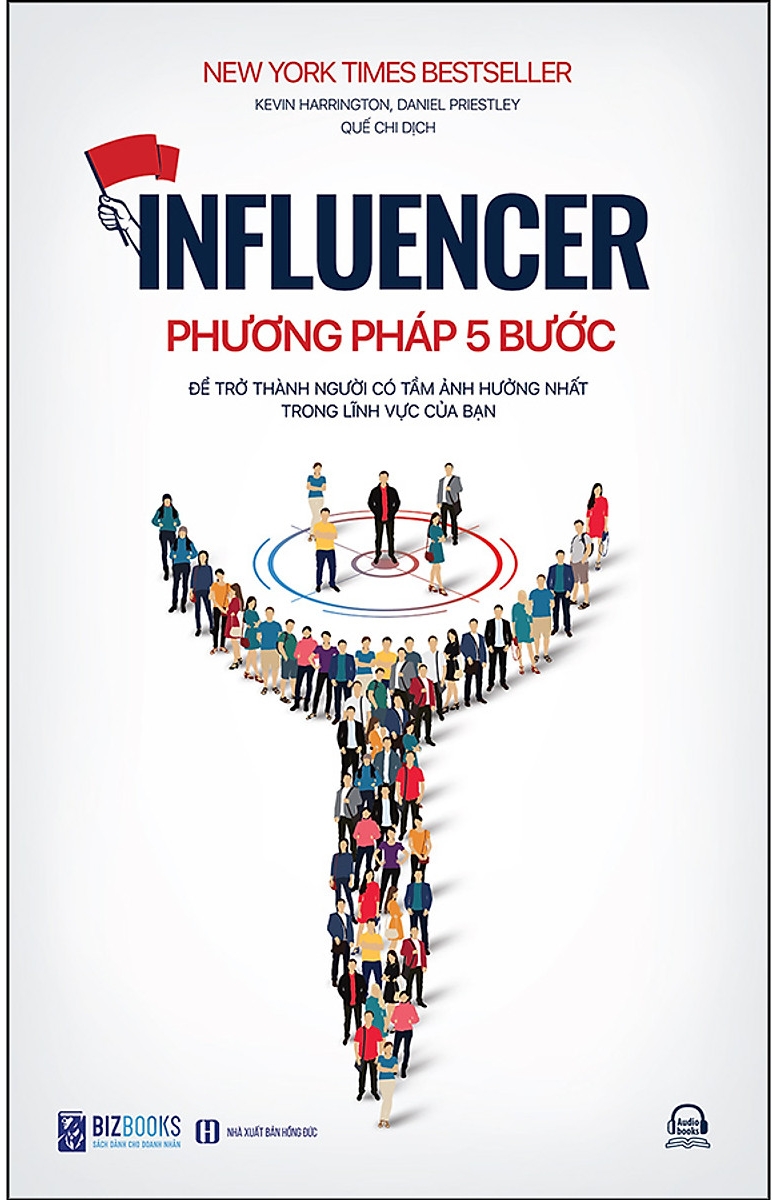 NEW YORK TIMES BESTSELLER
KEVIN HARRINGTON, DANIEL PRIESTLEY
QUẾ CHI DỊCH
INFLUENCER
PHƯƠNG PHÁP 5 BƯỚC
ĐỂ TRỞ THÀNH NGƯỜI CÓ TẦM ẢNH HƯỞNG NHẤT
TRONG LĨNH VỰC CỦA BẠN
BIZBOOKS
SÁCH DÀNH CHO DOANH NHÂN
NHÀ XUẤT BẢN HỒNG ĐỨC
Audio
books